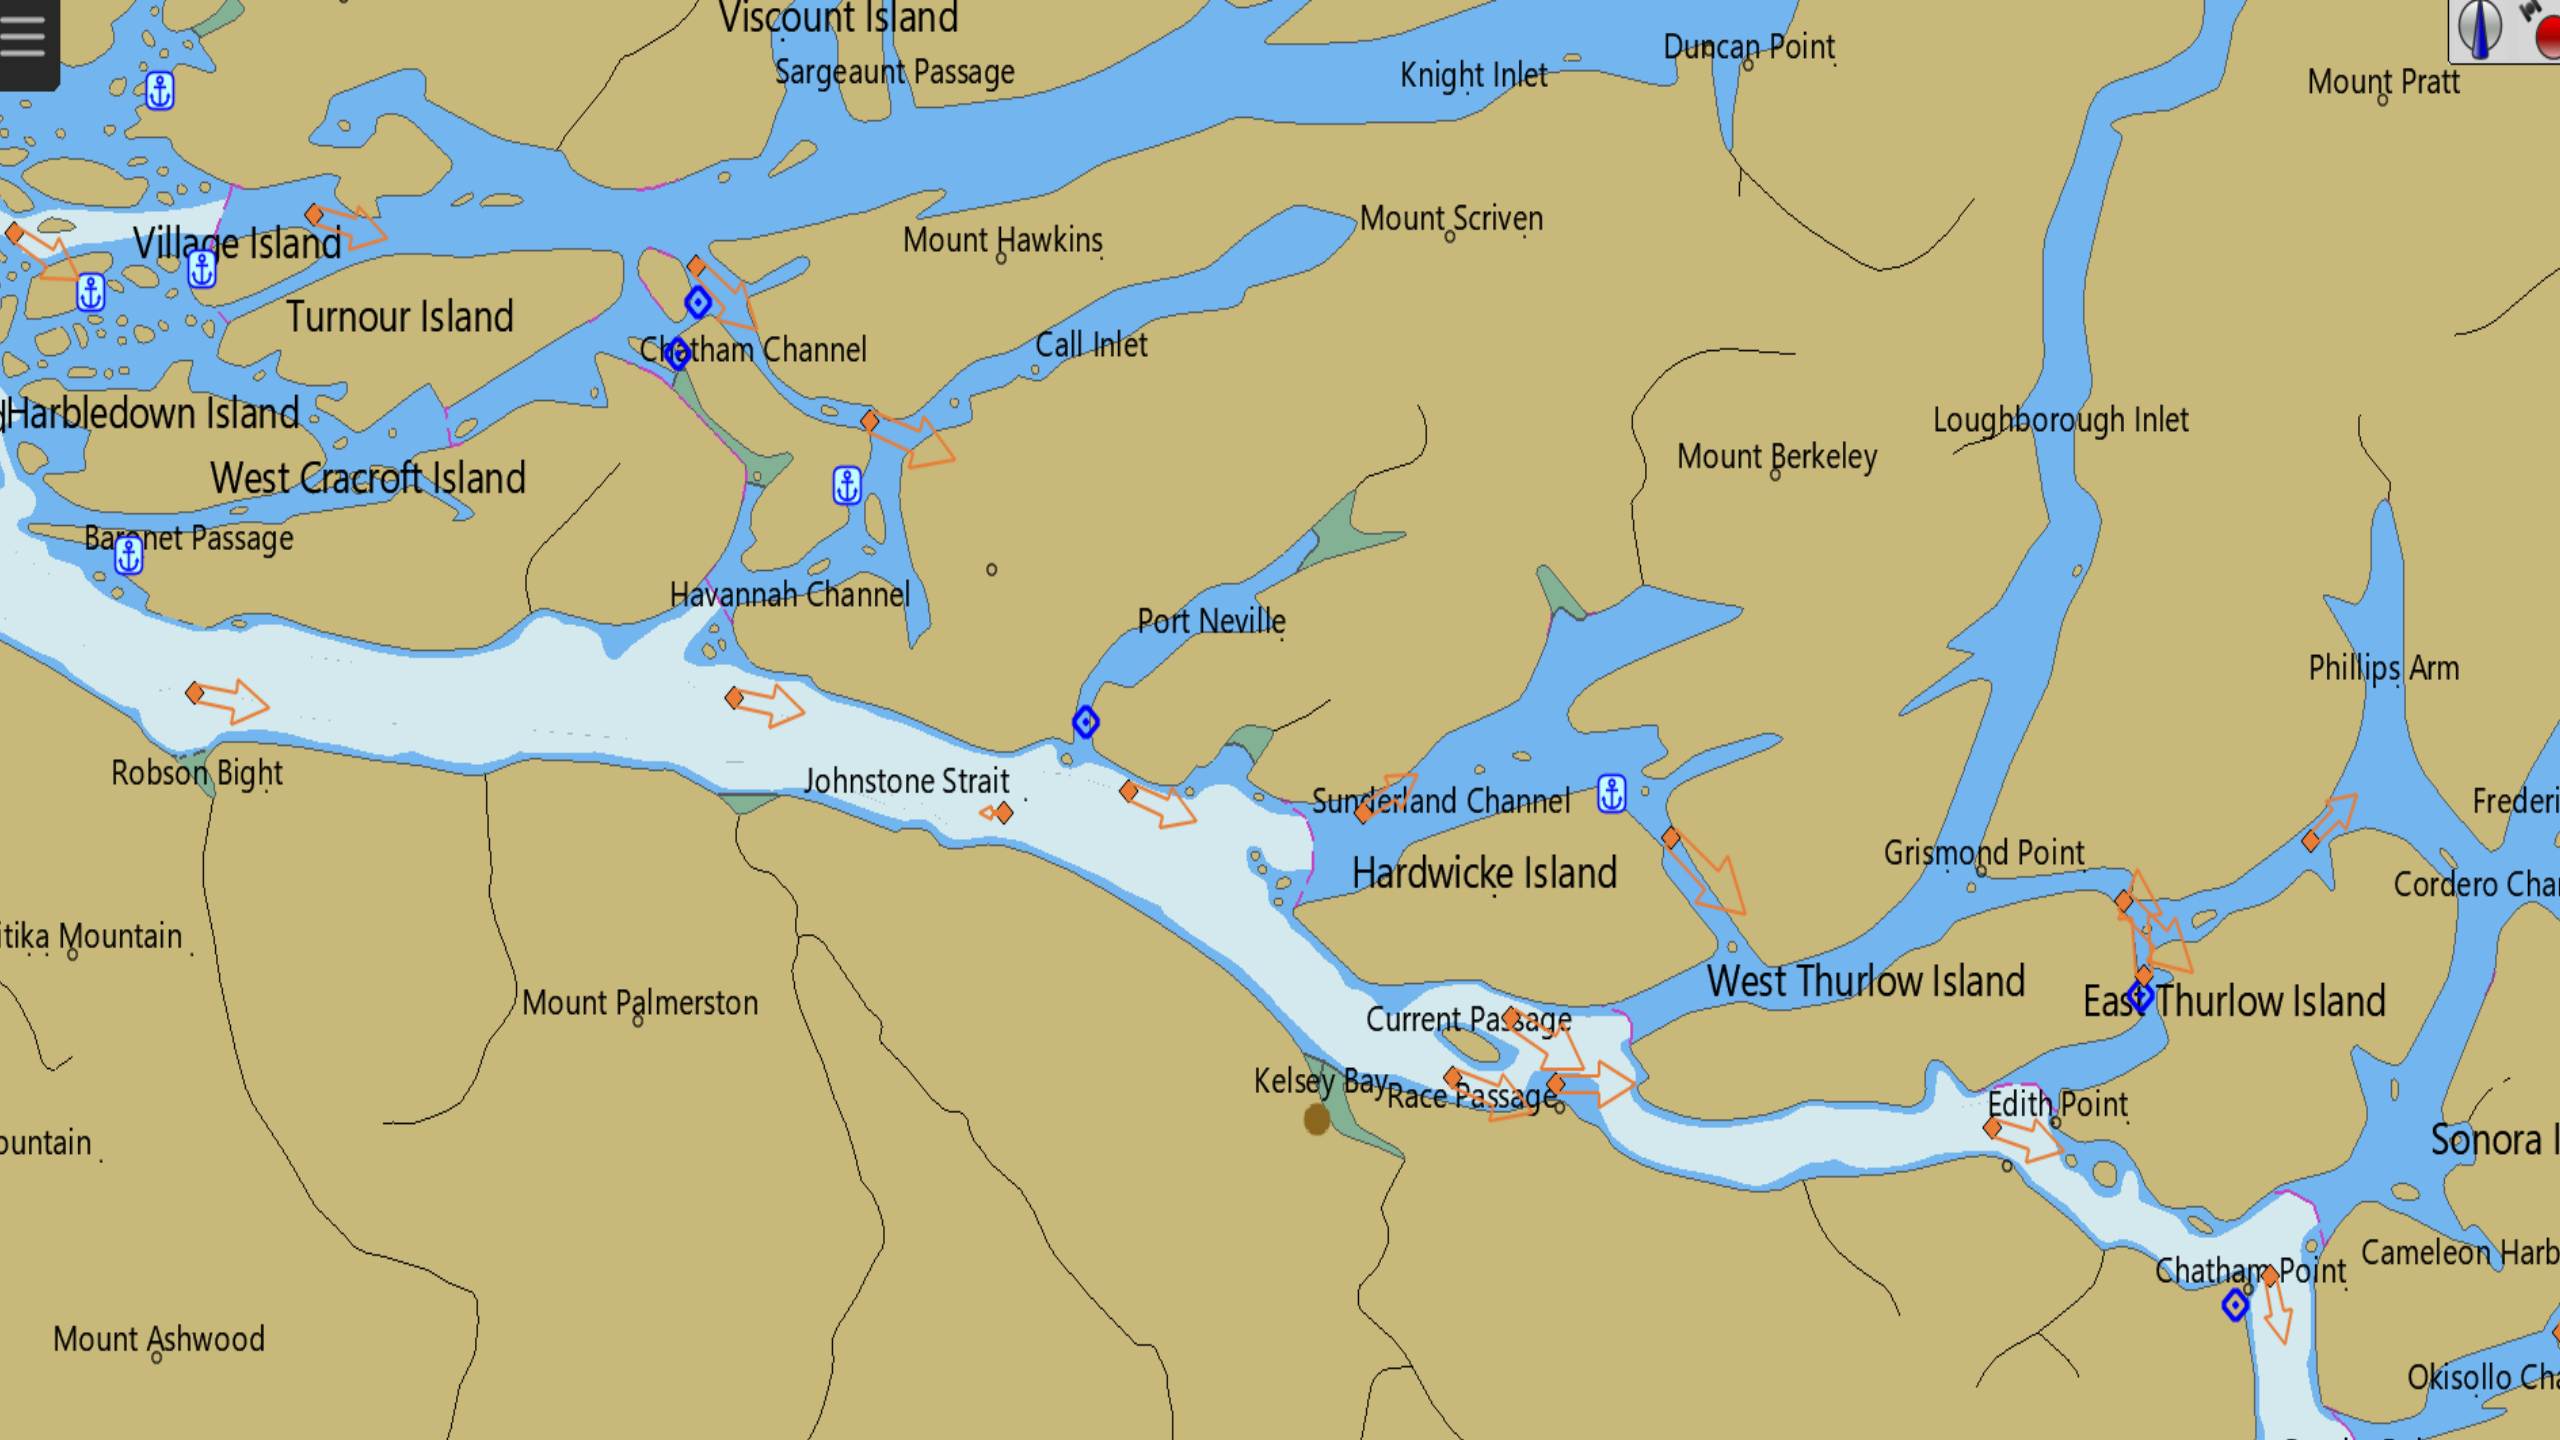 Viscount Island
Sargeaunt Passage
Knight Inlet
Duncan Point
Mount Pratt
Village Island
Mount Hawkins
Mount Scriven
Turnour Island
Chatham Channel
Call Inlet
Harbledown Island
Loughborough Inlet
Mount Berkeley
West Cracroft Island
Baronet Passage
Havannah Channel
Port Neville
Phillips Arm
Robson Bight
Johnstone Strait
Sunderland Channel
Frederi
Hardwicke Island
Grismond Point
Cordero Cha
itika Mountain
Mount Palmerston
West Thurlow Island
East Thurlow Island
Current Passage
Kelsey Bay
Race Passage
Edith Point
ountain
Sonora I
Chatham Point
Cameleon Harb
Mount Ashwood
Okisollo Cha